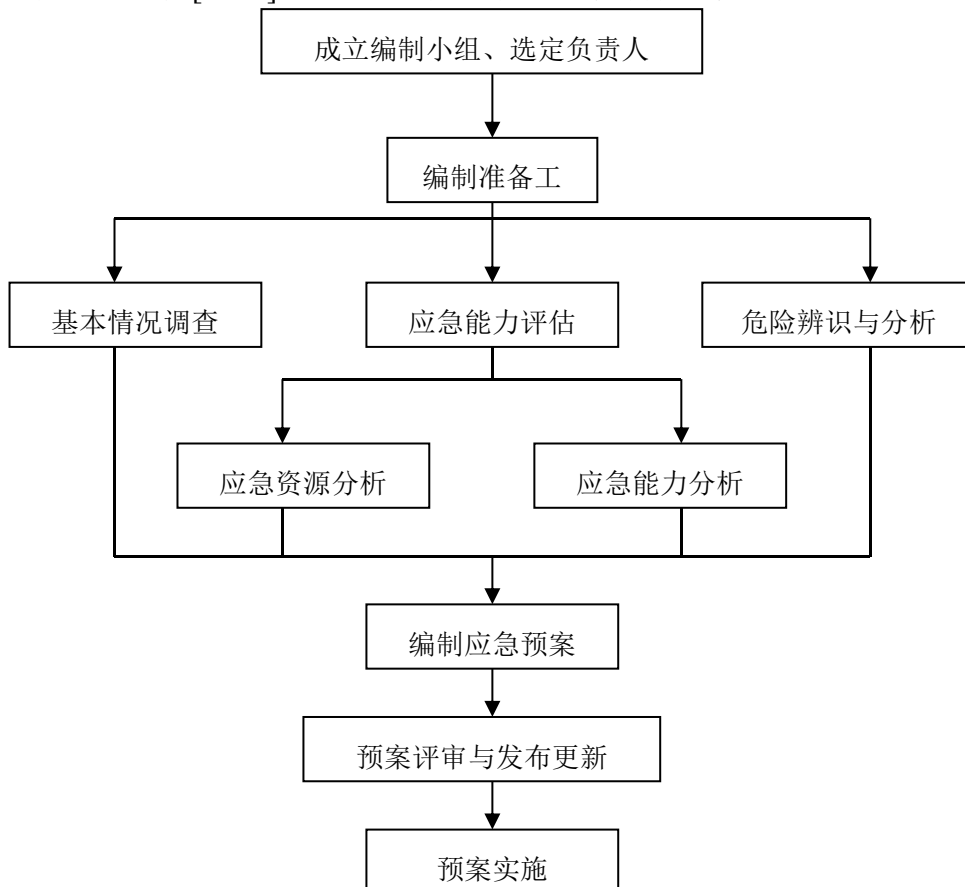 成立编制小组、选定负责人
编制准备工
基本情况调查
应急能力评估
危险辨识与分析
应急资源分析
应急能力分析
编制应急预案
预案评审与发布更新
预案实施